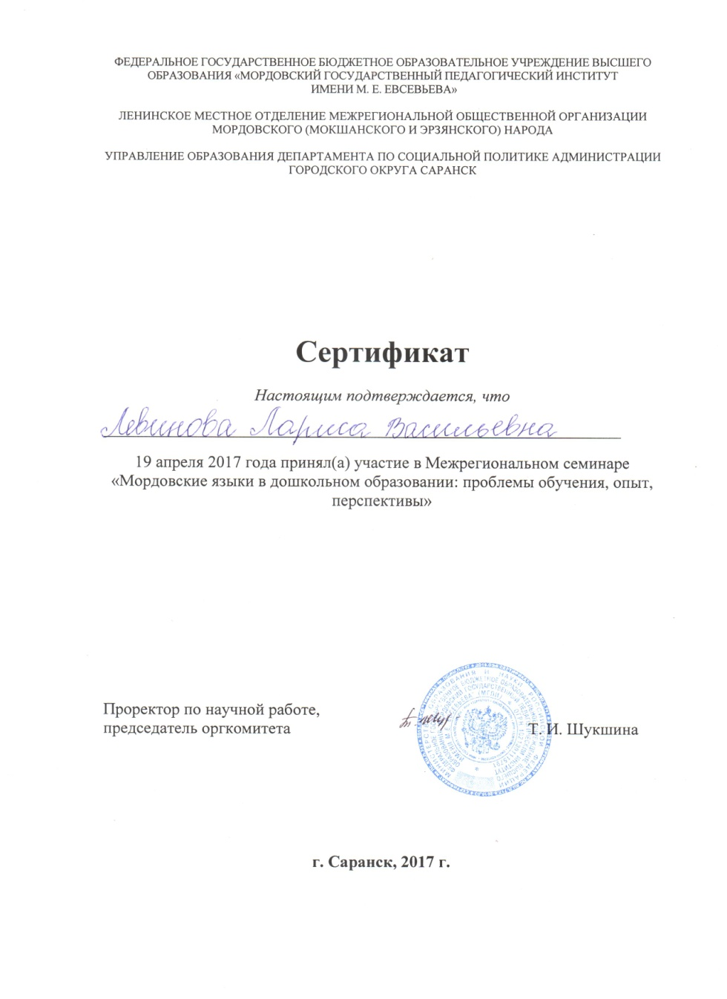 ФЕДЕРАЛЬНОЕ ГОСУДАРСТВЕННОЕ БЮДЖЕТНОЕ ОБРАЗОВАТЕЛЬНОЕ УЧРЕЖДЕНИЕ ВЫСШЕГО
ОБРАЗОВАНИЯ «МОРДОВСКИЙ ГОСУДАРСТВЕННЫЙ ПЕДАГОГИЧЕСКИЙ ИНСТИТУТ
ИМЕНИ М. Е. ЕВСЕВЬЕВА»
ЛЕНИНСКОЕ МЕСТНОЕ ОТДЕЛЕНИЕ МЕЖРЕГИОНАЛЬНОЙ ОБЩЕСТВЕННОЙ ОРГАНИЗАЦИИ
МОРДОВСКОГО (МОКШАНСКОГО И ЭРЗЯНСКОГО) НАРОДА
УПРАВЛЕНИЕ ОБРАЗОВАНИЯ ДЕПАРТАМЕНТА ПО СОЦИАЛЬНОЙ ПОЛИТИКЕ АДМИНИСТРАЦИИ
ГОРОДСКОГО ОКРУГА САРАНСК
Сертификат
Настоящим подтверждается, что
Левинова Лариса Васильевна
19 апреля 2017 года принял(а) участие в Межрегиональном семинаре
«Мордовские языки в дошкольном образовании: проблемы обучения, опыт,
перспективы»
Проректор по научной работе,
председатель оргкомитета
Т. И. Шукшина
г. Саранск, 2017 г.